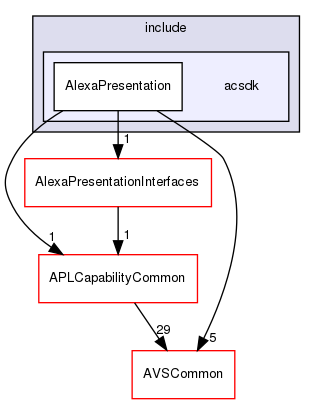 include
AlexaPresentation
acsdk
1
AlexaPresentationInterfaces
1
1
APLCapabilityCommon
29
5
AVSCommon